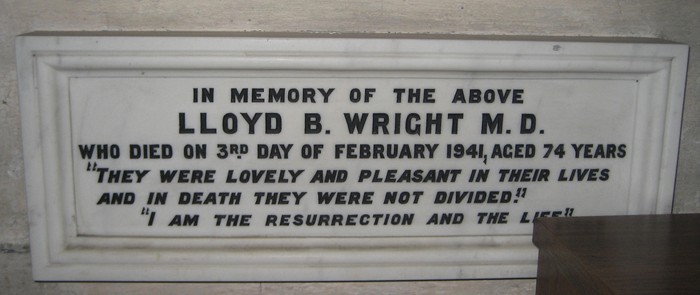 IN MEMORY OF THE ABOVE
LLOYD B. WRIGHT M.D.
WHO DIED ON 3RD DAY OF FEBRUARY 1941, AGED 74 YEARS
"THEY WERE LOVELY AND PLEASANT IN THEIR LIVES
AND IN DEATH THEY WERE NOT DIVIDED."
"I AM THE RESURRECTION AND THE LIFE"